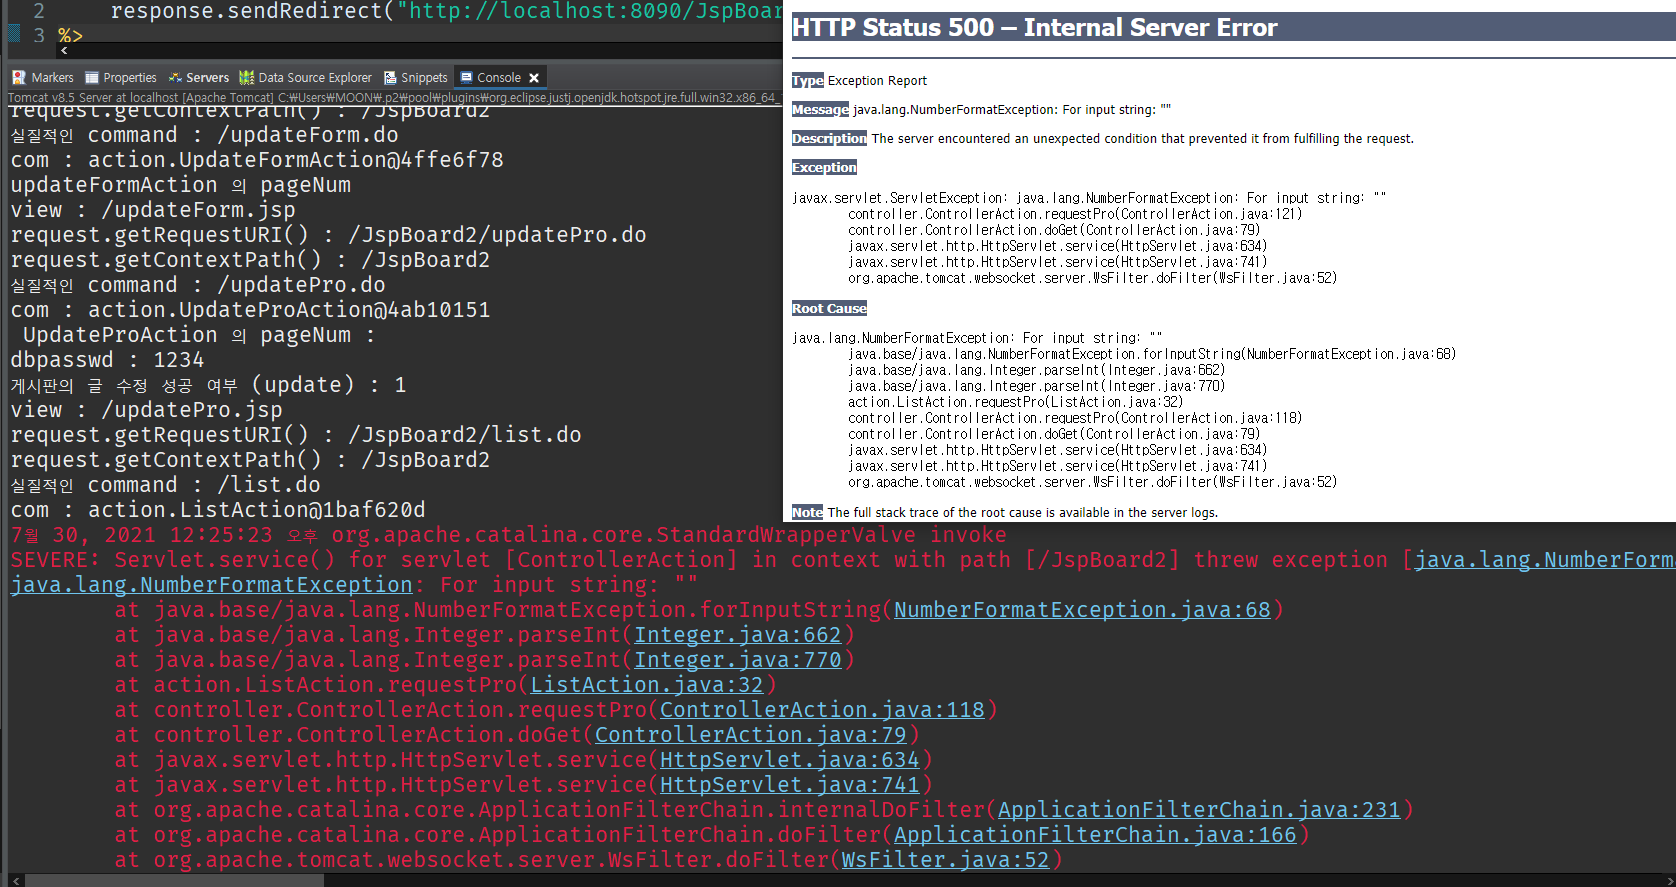 2 response.sendRedirect("http://localhost:8090/JspBoar
3 %>
Markers Properties Servers Data Source Explorer Snippets Console
Tomcat v8.5 Server at localhost [Apache Tomcat] C:₩Users₩MOON₩.p2₩pool₩plugins₩org.eclipse.justj.openjdk.hotspot.jre.full.win32.x86_64_
request.getContextPath() : /JspBoard2
실질적인 command : /updateForm.do
com : action.UpdateFormAction@4ffe6f78
updateFormAction 의 pageNum
view : /updateForm.jsp
request.getRequestURI() : /JspBoard2/updatePro.do
request.getContextPath() : /JspBoard2
실질적인 command : /updatePro.do
com : action.UpdateProAction@4ab10151
UpdateProAction 의 pageNum :
dbpasswd : 1234
게시판의 글 수정 성공 여부 (update) : 1
view : /updatePro.jsp
request.getRequestURI() : /JspBoard2/list.do
request.getContextPath() : /JspBoard2
실질적인 command : /list.do
com : action.ListAction@1baf620d
7월 30, 2021 12:25:23 오후 org.apache.catalina.core.StandardWrapperValve invoke
SEVERE: Servlet.service() for servlet [ControllerAction] in context with path [/JspBoard2] threw exception [java.lang.NumberForm
java.lang.NumberFormatException: For input string: ""
at java.base/java.lang.NumberFormatException.forInputString(NumberFormatException.java:68)
at java.base/java.lang.Integer.parseInt(Integer.java:662)
at java.base/java.lang.Integer.parseInt(Integer.java:770)
at action.ListAction.requestPro(ListAction.java:32)
at controller.ControllerAction.requestPro(ControllerAction.java:118)
at controller.ControllerAction.doGet(ControllerAction.java:79)
at javax.servlet.http.HttpServlet.service(HttpServlet.java:634)
at javax.servlet.http.HttpServlet.service(HttpServlet.java:741)
at org.apache.catalina.core.ApplicationFilterChain.internalDoFilter(ApplicationFilterChain.java:231)
at org.apache.catalina.core.ApplicationFilterChain.doFilter(ApplicationFilterChain.java:166)
at org.apache.tomcat.websocket.server.WsFilter.doFilter(WsFilter.java:52)
HTTP Status 500 – Internal Server Error
Type Exception Report
Message java.lang.NumberFormatException: For input string: ""
Description The server encountered an unexpected condition that prevented it from fulfilling the request.
Exception
javax.servlet.ServletException: java.lang.NumberFormatException: For input string: ""
controller.ControllerAction.requestPro(ControllerAction.java:121)
controller.ControllerAction.doGet(ControllerAction.java:79)
javax.servlet.http.HttpServlet.service(HttpServlet.java:634)
javax.servlet.http.HttpServlet.service(HttpServlet.java:741)
org.apache.tomcat.websocket.server.WsFilter.doFilter(WsFilter.java:52)
Root Cause
java.lang.NumberFormatException: For input string: ""
java.base/java.lang.NumberFormatException.forInputString(NumberFormatException.java:68)
java.base/java.lang.Integer.parseInt(Integer.java:662)
java.base/java.lang.Integer.parseInt(Integer.java:770)
action.ListAction.requestPro(ListAction.java:32)
controller.ControllerAction.requestPro(ControllerAction.java:118)
controller.ControllerAction.doGet(ControllerAction.java:79)
javax.servlet.http.HttpServlet.service(HttpServlet.java:634)
javax.servlet.http.HttpServlet.service(HttpServlet.java:741)
org.apache.tomcat.websocket.server.WsFilter.doFilter(WsFilter.java:52)
Note The full stack trace of the root cause is available in the server logs.